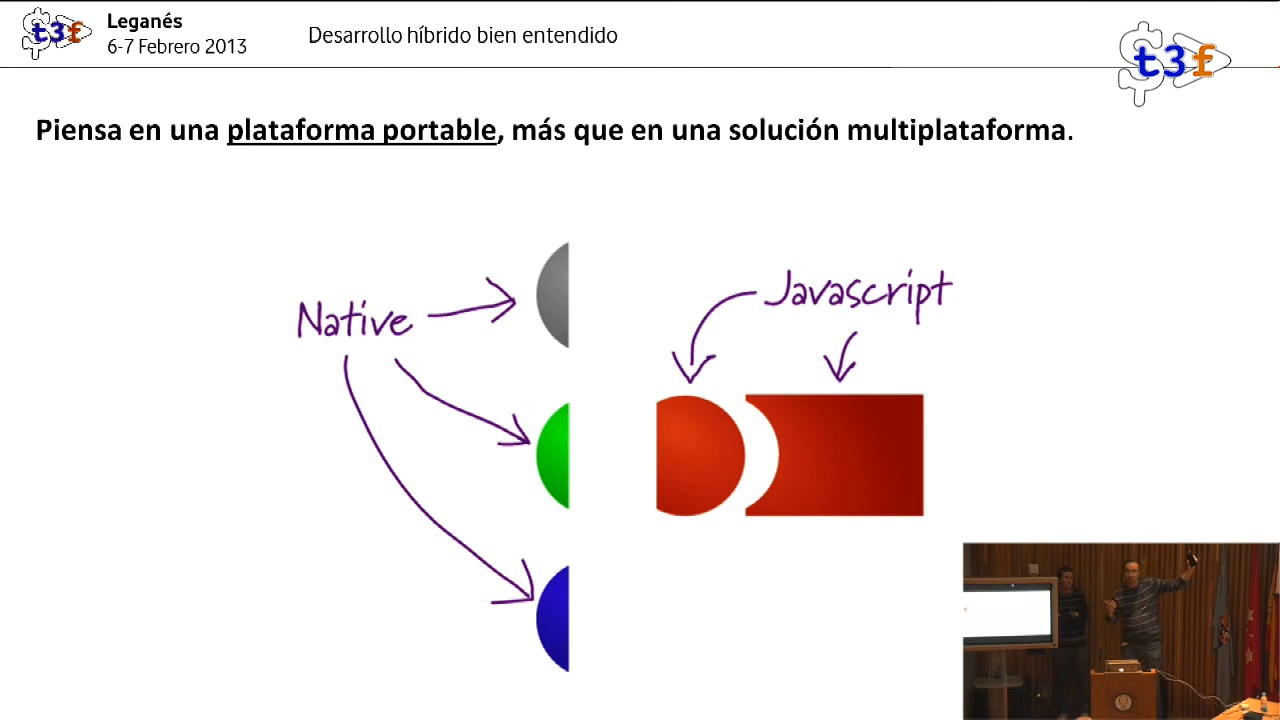 t3f
Leganés
6-7 Febrero 2013
Desarrollo híbrido bien entendido
t3f
Piensa en una plataforma portable, más que en una solución multiplataforma.
Native
Javascript